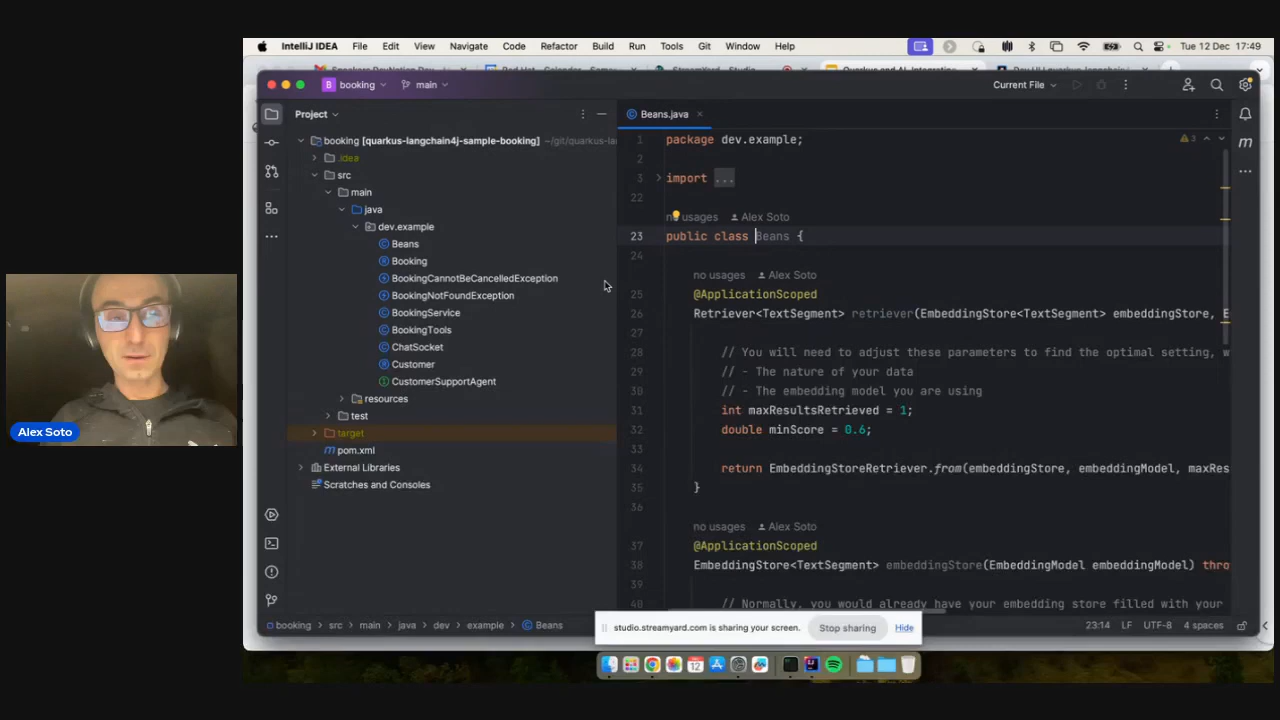 IntelliJ IDEA File Edit View Navigate Code Refactor Build Run Tools Git Window Help Tue 12 Dec 17:49
B booking main Current File
Project
Beans.java
booking [quarkus-langchain4j-sample-booking] ~/git/quarkus-la
.idea
src
main
java
dev.example
Beans
Booking
BookingCannotBeCancelledException
BookingNotFoundException
BookingService
BookingTools
ChatSocket
Customer
CustomerSupportAgent
resources
test
target
pom.xml
External Libraries
Scratches and Consoles
3
1 package dev.example;
2
3 import ...
22
no usages Alex Soto
23 public class Beans {
24
no usages Alex Soto
25 @ApplicationScoped
26 Retriever<TextSegment> retriever(EmbeddingStore<TextSegment> embeddingStore, E
27
28 // You will need to adjust these parameters to find the optimal setting, w
29 // - The nature of your data
30 // - The embedding model you are using
31 int maxResultsRetrieved = 1;
32 double minScore = 0.6;
33
34 return EmbeddingStoreRetriever.from(embeddingStore, embeddingModel, maxRes
35 }
36
no usages Alex Soto
37 @ApplicationScoped
38 EmbeddingStore<TextSegment> embeddingStore(EmbeddingModel embeddingModel) thro
39
40 // Normally, you would already have your embedding store filled with your
booking src main java dev example Beans
23:14 LF UTF-8 4 spaces
studio.streamyard.com is sharing your screen. Stop sharing Hide
Alex Soto